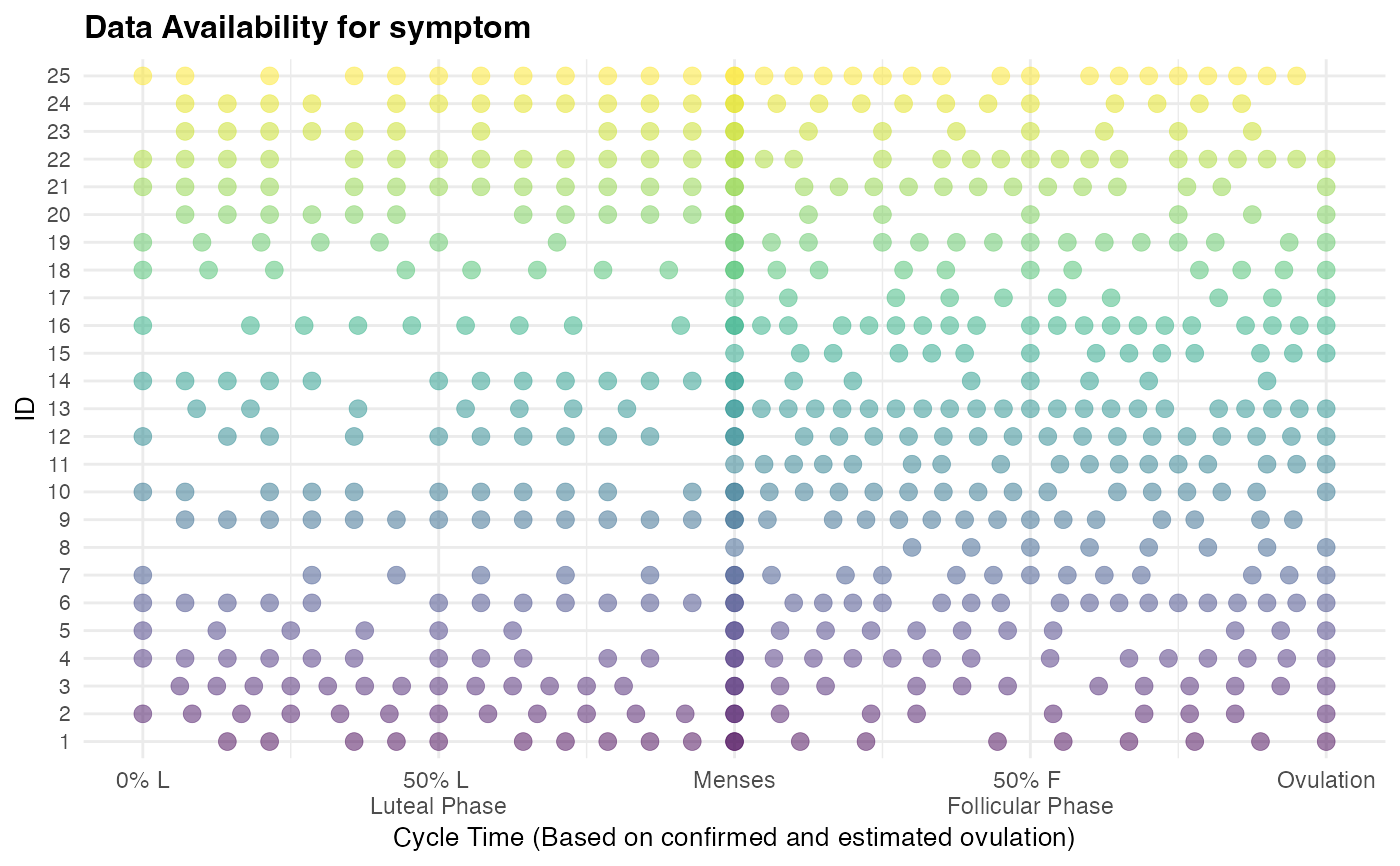 Data Availability for symptom
ID
25
24
23
22
21
20
19
18
17
16
15
14
13
12
11
10
9
8
7
6
5
4
3
2
1
0% L
50% L
Luteal Phase
Menses
50% F
Follicular Phase
Ovulation
Cycle Time (Based on confirmed and estimated ovulation)